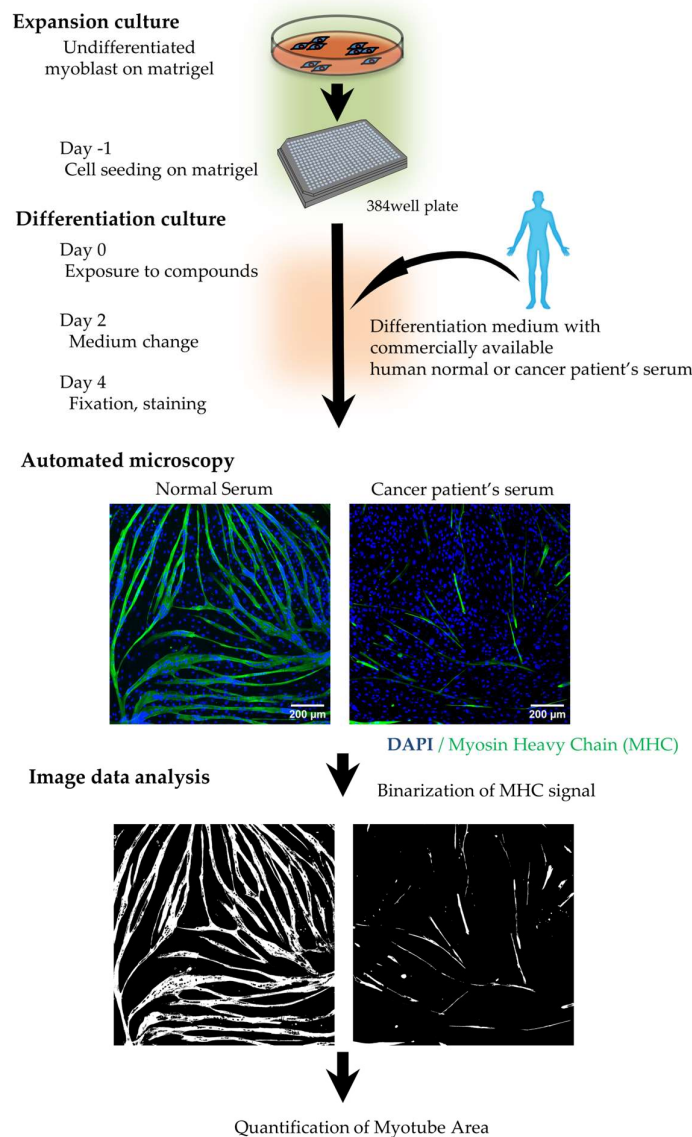 Expansion culture
Undifferentiated
myoblast on matrigel
Day -1
Cell seeding on matrigel
384well plate
Differentiation culture
Day 0
Exposure to compounds
Day 2
Medium change
Day 4
Fixation, staining
Differentiation medium with
commercially available
human normal or cancer patient's serum
Automated microscopy
Normal Serum
Cancer patient's serum
200 µm
200 µm
DAPI / Myosin Heavy Chain (MHC)
Image data analysis
Binarization of MHC signal
Quantification of Myotube Area